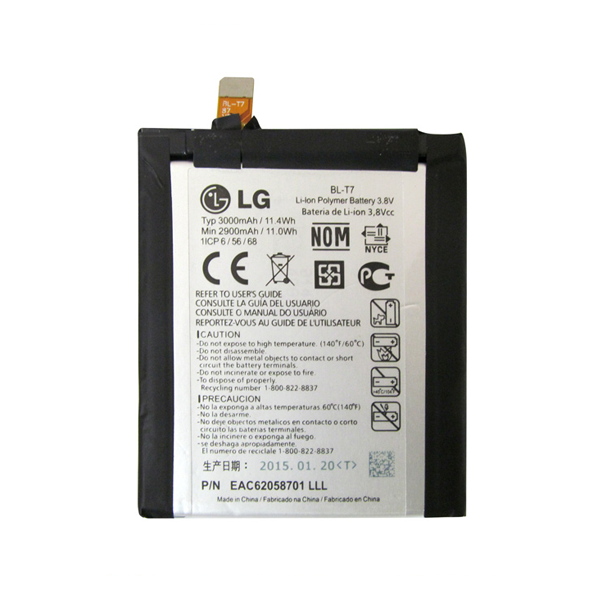 BL-T7
LG
BL-T7
Li-Ion Polymer Battery 3.8V
Bateria de Li-ion 3,8Vcc
Typ 3000mAh / 11.4Wh
Min 2900mAh / 11.0Wh
1ICP 6 / 56 / 68
NOM
NYCE
CE
REFER TO USER'S GUIDE
CONSULTE LA GUÍA DEL USUARIO
CONSULTE O MANUAL DO USUÁRIO
REPORTEZ-VOUS AU GUIDE DE L'UTILISATEUR
CAUTION
-Do not expose to high temperature. (140°F/60°C)
-Do not disassemble.
-Do not allow metal objects to contact or short
circuit the battery terminals.
-Do not incinerate or expose to fire.
-To dispose safely
Recycling number 1-800-822-8837
PRECAUCION
-No la exponga a altas temperaturas 60°C(140°F)
-No la desarme.
-No deje objetos metalicos en contacto o corto
circuito las baterias terminales.
-No la incinere.
-se deshaga apropiadamente.
El numero de reciclaje 1-800-822-8837
生产日期: 2015.01.20<T>
P/N EAC62058701 LLL
Made in China / Fabricado na China / Fabricado en China